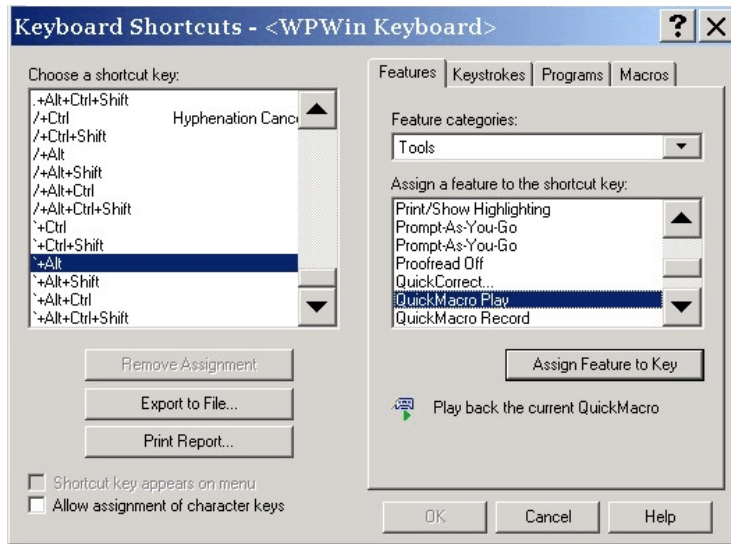 Keyboard Shortcuts - <WPWin Keyboard>
Choose a shortcut key:
.+Alt+Ctrl+Shift
/+Ctrl Hyphenation Canc
/+Ctrl+Shift
/+Alt
/+Alt+Shift
/+Alt+Ctrl
/+Alt+Ctrl+Shift
`+Ctrl
`+Ctrl+Shift
`+Alt
`+Alt+Shift
`+Alt+Ctrl
`+Alt+Ctrl+Shift
Remove Assignment
Export to File...
Print Report...
Shortcut key appears on menu
Allow assignment of character keys
Features Keystrokes Programs Macros
Feature categories:
Tools
Assign a feature to the shortcut key:
Print/Show Highlighting
Prompt-As-You-Go
Prompt-As-You-Go
Proofread Off
QuickCorrect...
QuickMacro Play
QuickMacro Record
Assign Feature to Key
Play back the current QuickMacro
OK Cancel Help